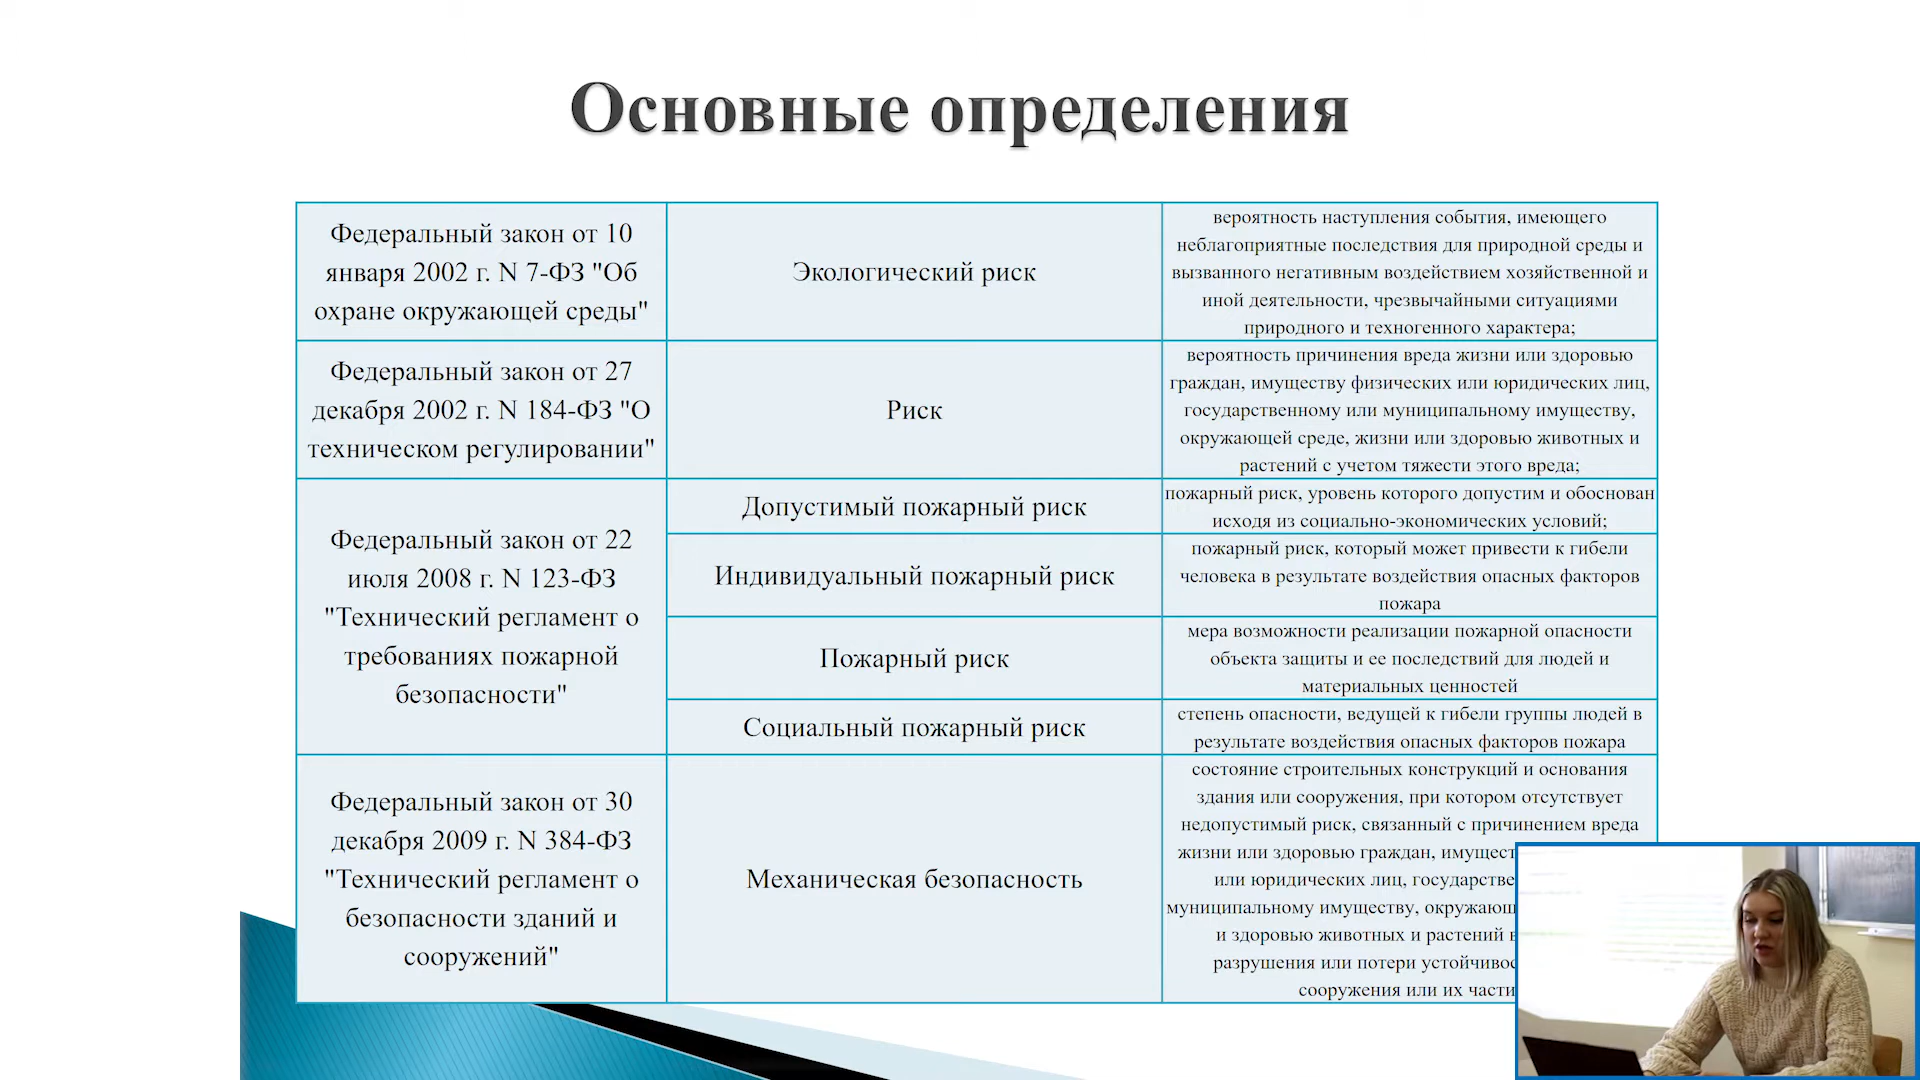 Основные определения
Федеральный закон от 10
января 2002 г. N 7-ФЗ "Об
охране окружающей среды"
Экологический риск
вероятность наступления события, имеющего
неблагоприятные последствия для природной среды и
вызванного негативным воздействием хозяйственной и
иной деятельности, чрезвычайными ситуациями
природного и техногенного характера;
Федеральный закон от 27
декабря 2002 г. N 184-ФЗ "О
техническом регулировании"
Риск
вероятность причинения вреда жизни или здоровью
граждан, имуществу физических или юридических лиц,
государственному или муниципальному имуществу,
окружающей среде, жизни или здоровью животных и
растений с учетом тяжести этого вреда;
Федеральный закон от 22
июля 2008 г. N 123-ФЗ
"Технический регламент о
требованиях пожарной
безопасности"
Допустимый пожарный риск
пожарный риск, уровень которого допустим и обоснован
исходя из социально-экономических условий;
Индивидуальный пожарный риск
пожарный риск, который может привести к гибели
человека в результате воздействия опасных факторов
пожара
Пожарный риск
мера возможности реализации пожарной опасности
объекта защиты и ее последствий для людей и
материальных ценностей
Социальный пожарный риск
степень опасности, ведущей к гибели группы людей в
результате воздействия опасных факторов пожара
Федеральный закон от 30
декабря 2009 г. N 384-ФЗ
"Технический регламент о
безопасности зданий и
сооружений"
Механическая безопасность
состояние строительных конструкций и основания
здания или сооружения, при котором отсутствует
недопустимый риск, связанный с причинением вреда
жизни или здоровью граждан,
или юридических лиц,
муниципальному имуществу,
и здоровью животных и растений
разрушения или потери
сооружения или их части